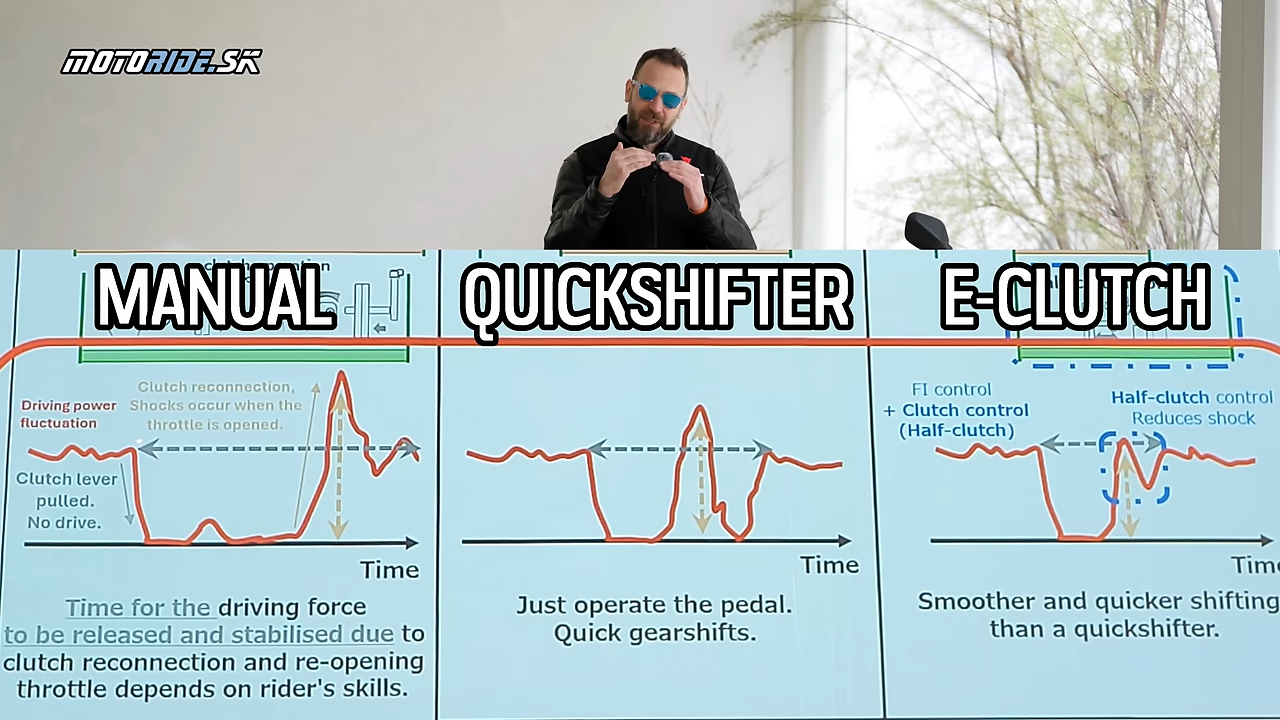 MOTORIDE.SK
MANUAL
QUICKSHIFTER
E-CLUTCH
Driving power
fluctuation
Clutch reconnection,
Shocks occur when the
throttle is opened.
Clutch lever
pulled.
No drive.
Time
Time for the driving force
to be released and stabilised due to
clutch reconnection and re-opening
throttle depends on rider's skills.
Time
Just operate the pedal.
Quick gearshifts.
FI control
+ Clutch control
(Half-clutch)
Half-clutch control
Reduces shock
Smoother and quicker shifting
than a quickshifter.